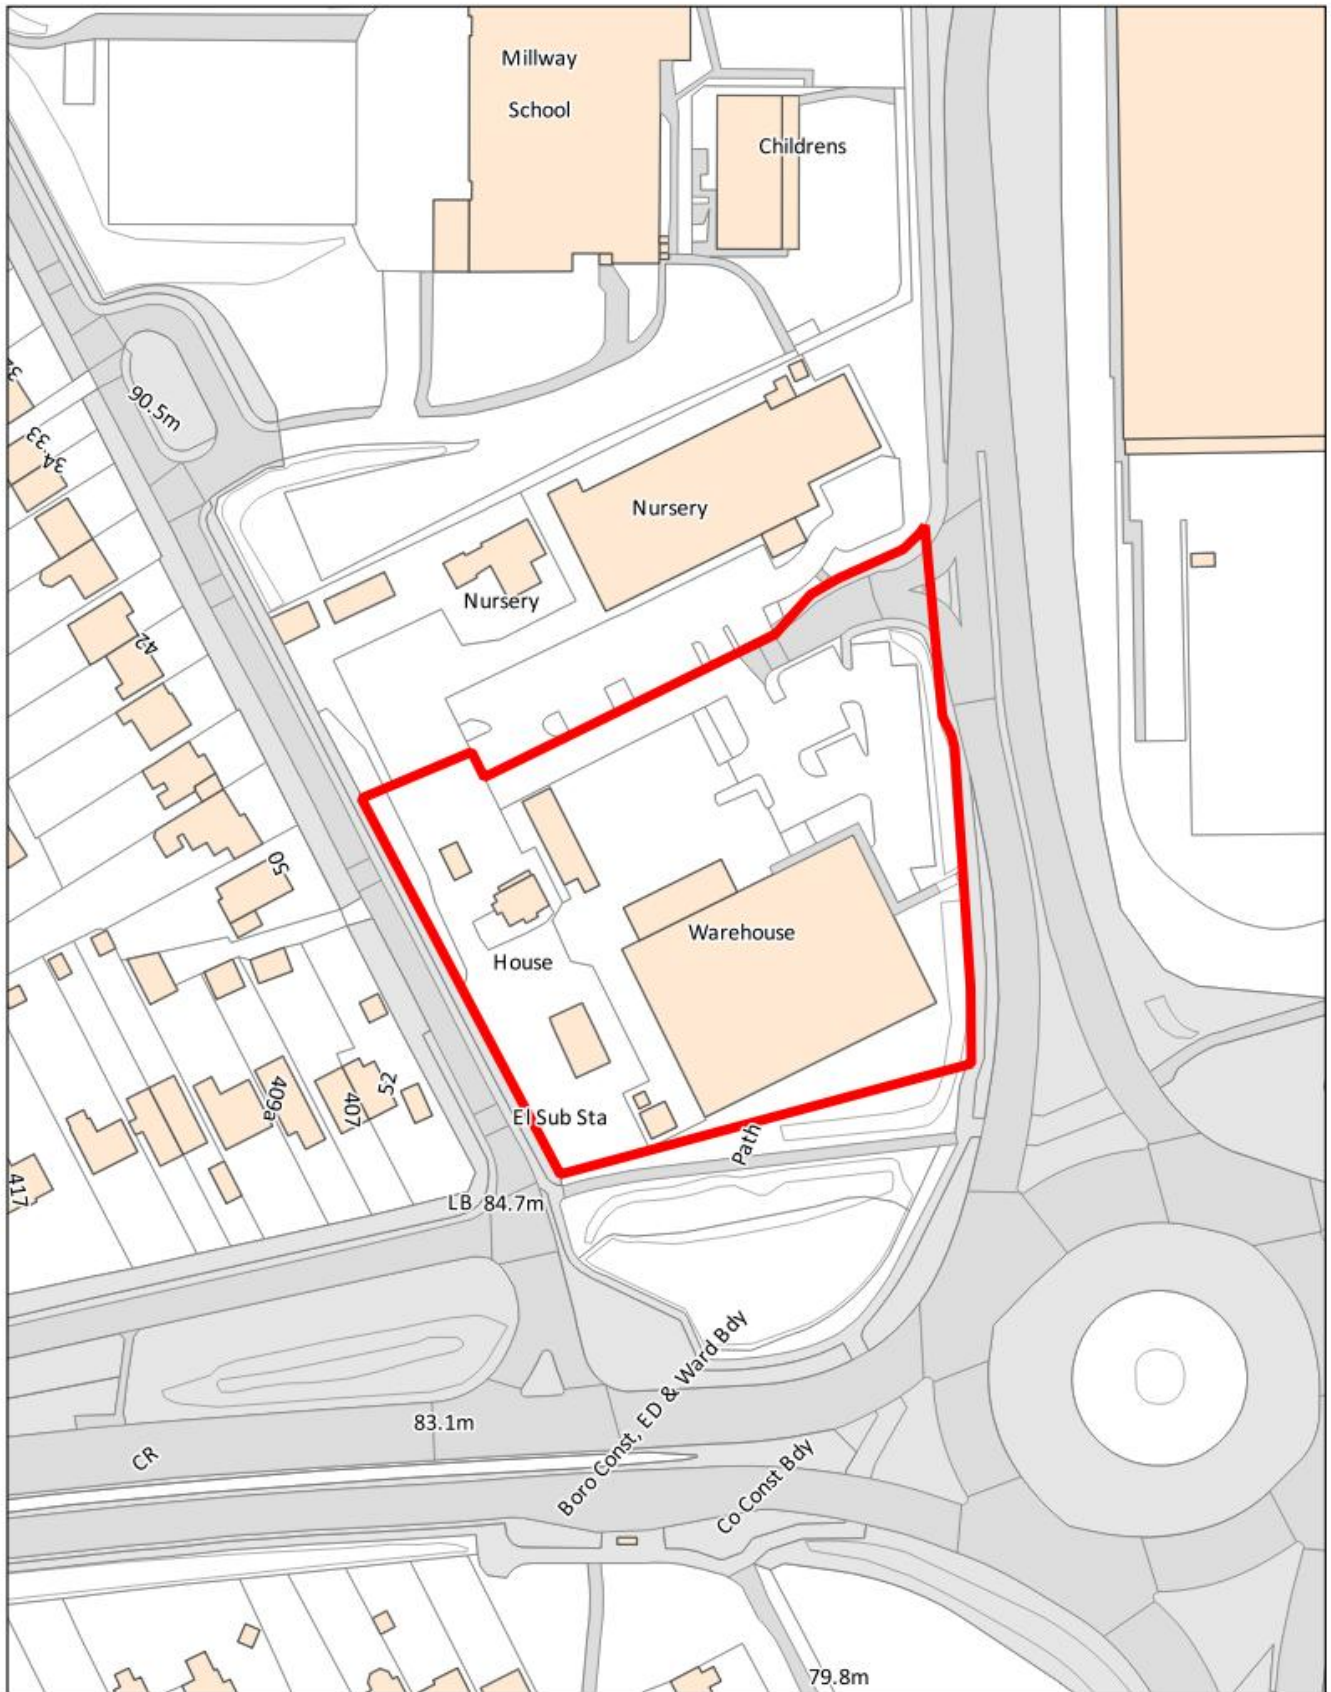 Millway
School
Childrens
90.5m
33
34
Nursery
Nursery
42
50
Warehouse
House
409a
407
52
El Sub Sta
Path
417
LB
84.7m
Boro Const, ED & Ward Bdy
83.1m
CR
Co Const Bdy
79.8m